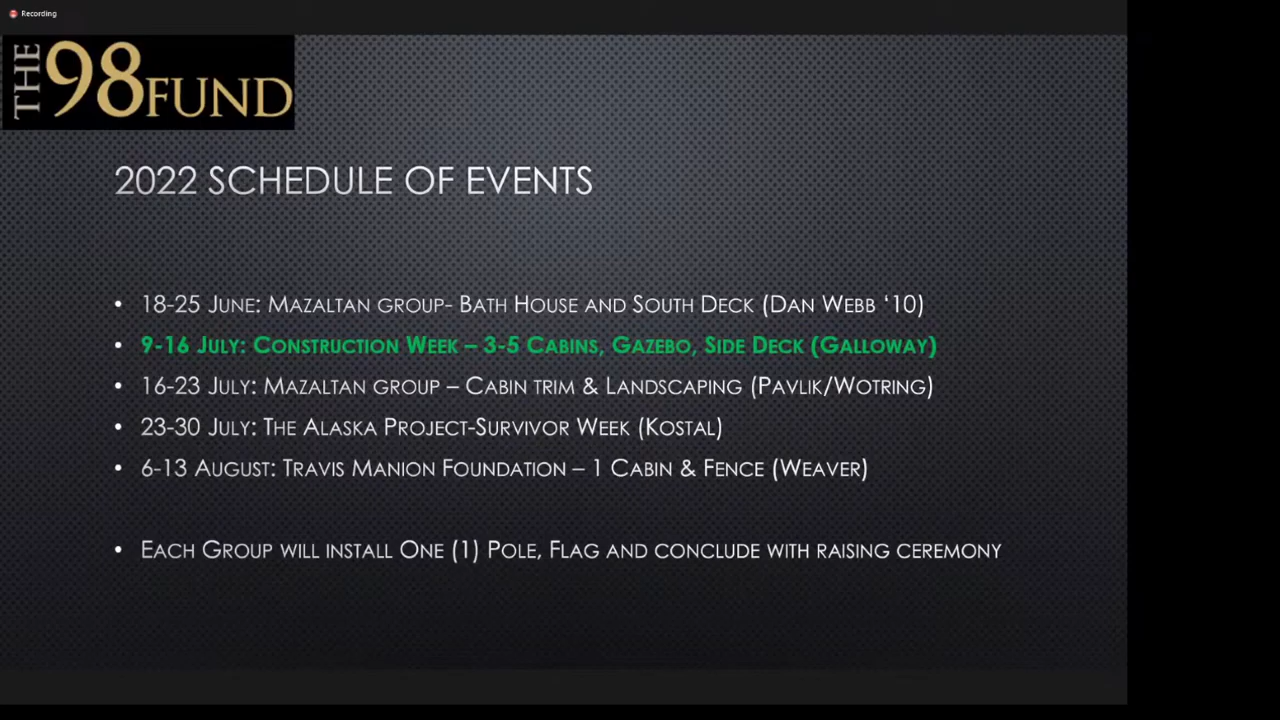 Recording
THE 98 FUND
2022 SCHEDULE OF EVENTS
• 18-25 JUNE: MAZALTAN GROUP- BATH HOUSE AND SOUTH DECK (DAN WEBB ‘10)
• 9-16 JULY: CONSTRUCTION WEEK – 3-5 CABINS, GAZEBO, SIDE DECK (GALLOWAY)
• 16-23 JULY: MAZALTAN GROUP – CABIN TRIM & LANDSCAPING (PAVLIK/WOTRING)
• 23-30 JULY: THE ALASKA PROJECT-SURVIVOR WEEK (KOSTAL)
• 6-13 AUGUST: TRAVIS MANION FOUNDATION – 1 CABIN & FENCE (WEAVER)
• EACH GROUP WILL INSTALL ONE (1) POLE, FLAG AND CONCLUDE WITH RAISING CEREMONY